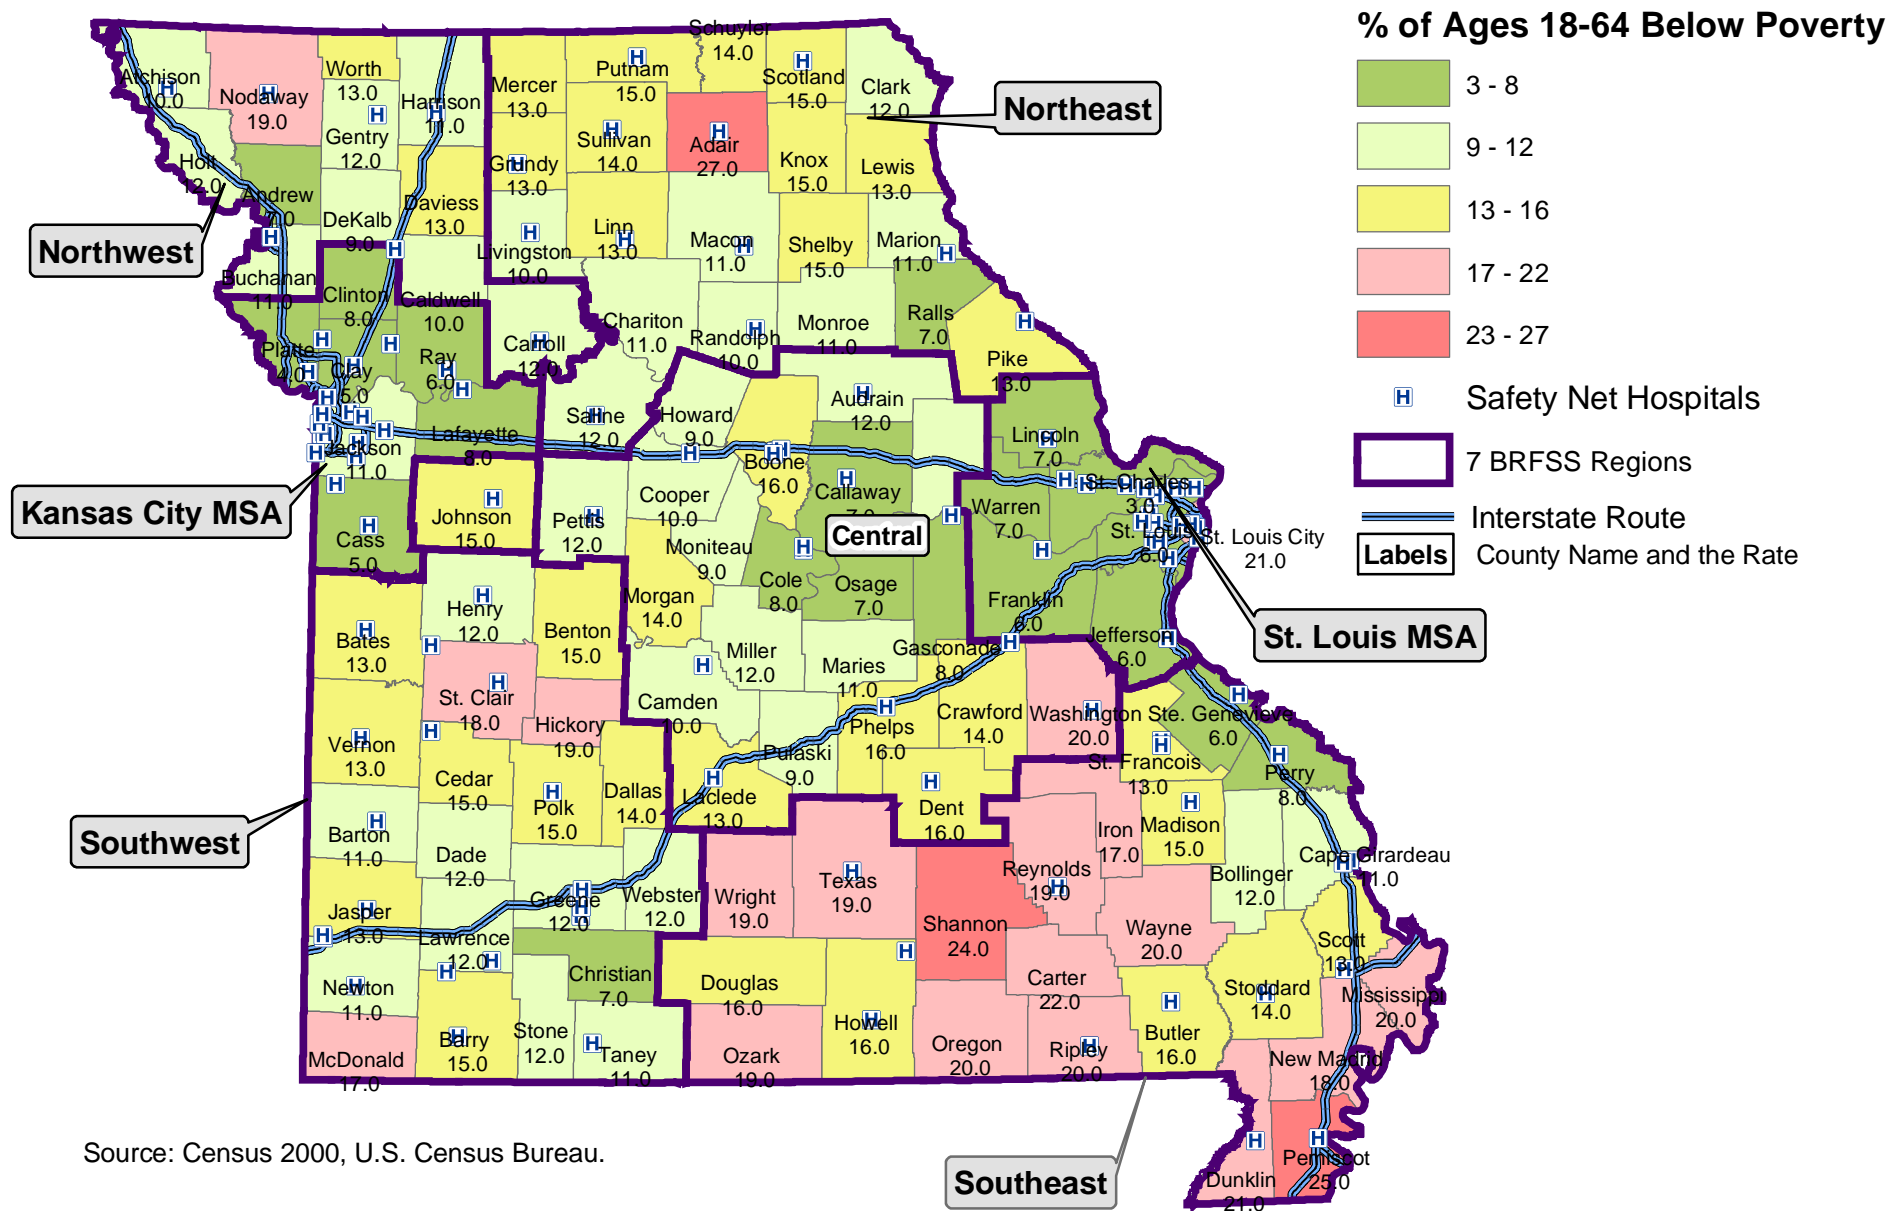 % of Ages 18-64 Below Poverty
3 - 8
9 - 12
13 - 16
17 - 22
23 - 27
H Safety Net Hospitals
7 BRFSS Regions
Interstate Route
Labels County Name and the Rate
Northeast
Northwest
Kansas City MSA
Central
St. Louis MSA
Southwest
Southeast
Atchison
10.0
Nodaway
19.0
Worth
13.0
Gentry
12.0
Harrison
11.0
Mercer
13.0
Putnam
15.0
Schuyler
14.0
Scotland
15.0
Clark
12.0
Holt
12.0
Andrew
7.0
DeKalb
9.0
Daviess
13.0
Grundy
13.0
Sullivan
14.0
Adair
27.0
Knox
15.0
Lewis
13.0
Buchanan
11.0
Clinton
8.0
Caldwell
10.0
Livingston
10.0
Linn
13.0
Macon
11.0
Shelby
15.0
Marion
11.0
Platte
4.0
Clay
5.0
Ray
6.0
Carroll
12.0
Chariton
11.0
Randolph
10.0
Monroe
11.0
Ralls
7.0
Pike
13.0
Jackson
11.0
Lafayette
8.0
Saline
12.0
Howard
9.0
Boone
16.0
Audrain
12.0
Callaway
7.0
Lincoln
7.0
Warren
7.0
St. Charles
3.0
St. Louis
6.0
St. Louis City
21.0
Cass
5.0
Johnson
15.0
Pettis
12.0
Cooper
10.0
Moniteau
9.0
Cole
8.0
Osage
7.0
Gasconade
8.0
Franklin
6.0
Jefferson
6.0
Bates
13.0
Henry
12.0
Benton
15.0
Morgan
14.0
Miller
12.0
Maries
11.0
Camden
10.0
Vernon
13.0
St. Clair
18.0
Hickory
19.0
Cedar
15.0
Polk
15.0
Dallas
14.0
Laclede
13.0
Pulaski
9.0
Phelps
16.0
Crawford
14.0
Washington
20.0
Ste. Genevieve
6.0
St. Francois
13.0
Perry
8.0
Barton
11.0
Dade
12.0
Greene
12.0
Webster
12.0
Wright
19.0
Texas
19.0
Dent
16.0
Shannon
24.0
Reynolds
19.0
Iron
17.0
Madison
15.0
Bollinger
12.0
Cape Girardeau
11.0
Jasper
13.0
Lawrence
12.0
Christian
7.0
Douglas
16.0
Carter
22.0
Wayne
20.0
Scott
13.0
Stoddard
14.0
Mississippi
20.0
Newton
11.0
McDonald
17.0
Barry
15.0
Stone
12.0
Taney
11.0
Ozark
19.0
Howell
16.0
Oregon
20.0
Ripley
20.0
Butler
16.0
New Madrid
18.0
Dunklin
21.0
Pemiscot
25.0
Source: Census 2000, U.S. Census Bureau.